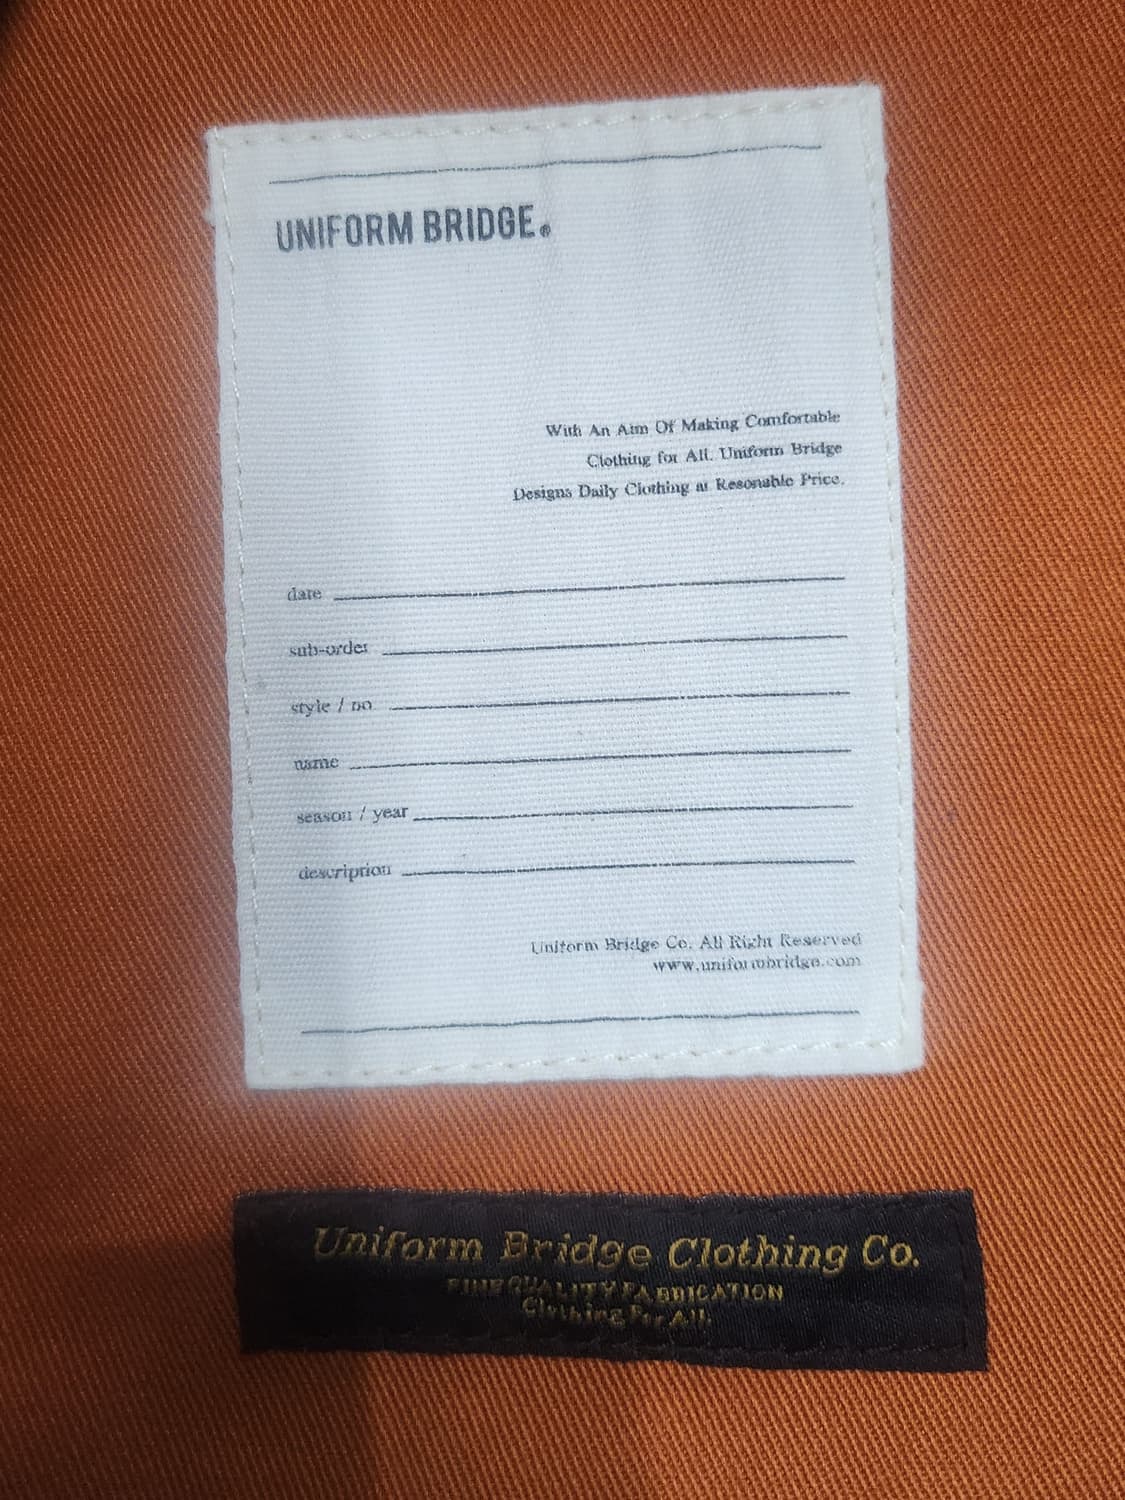 UNIFORM BRIDGE®
With An Aim Of Making Comfortable
Clothing for All. Uniform Bridge
Designs Daily Clothing at Resonable Price.
date
sub-order
style / no
name
season / year
description
Uniform Bridge Co. All Right Reserved
www.uniformbridge.com
Uniform Bridge Clothing Co.
FINE QUALITY FABRICATION
Clothing For All.